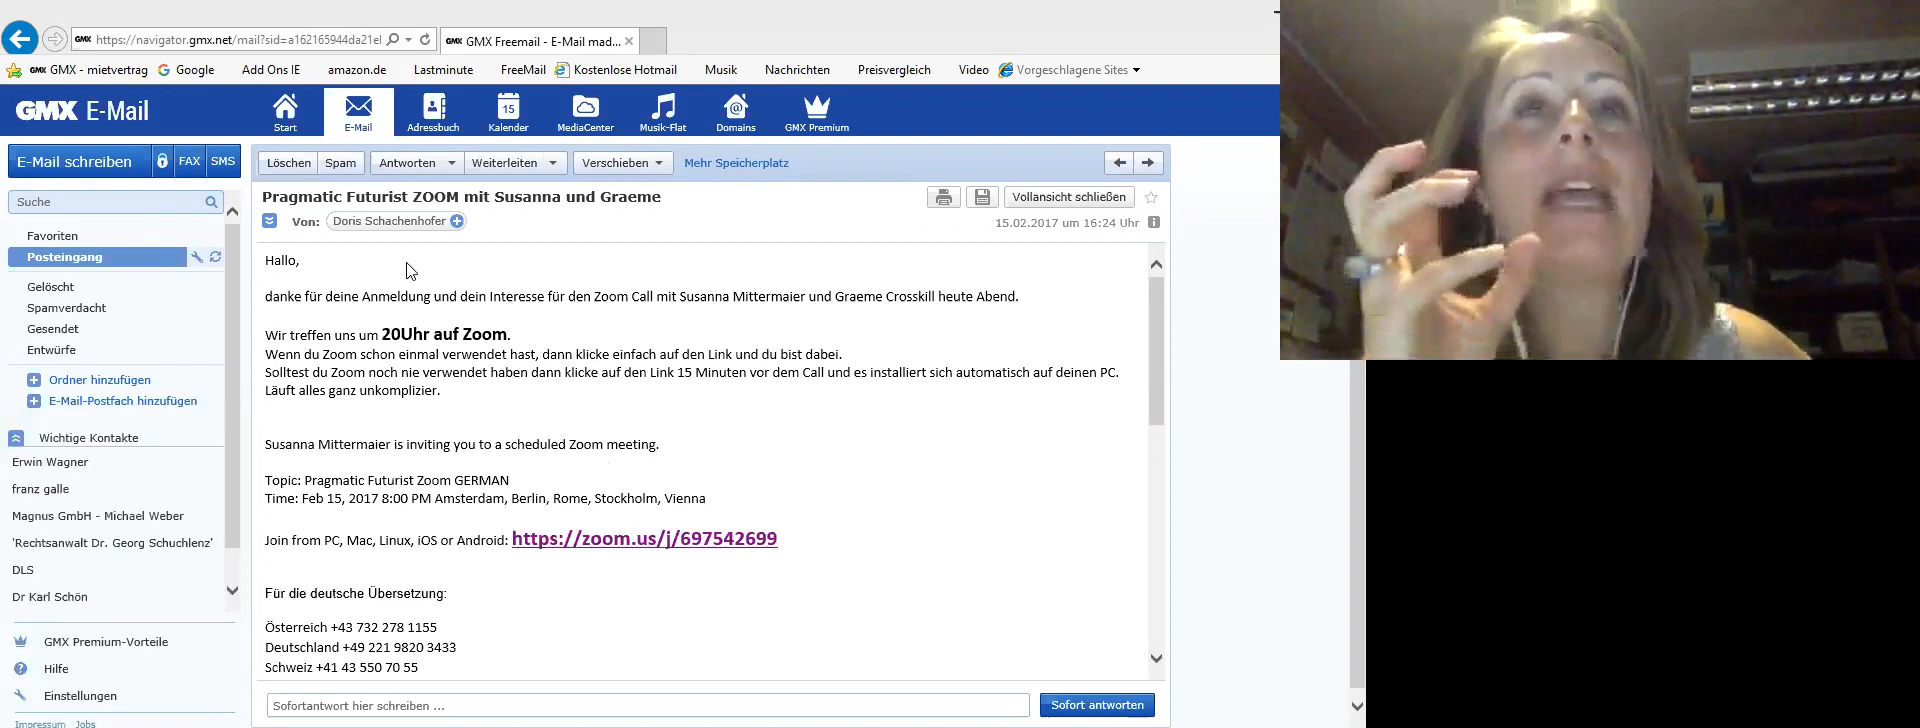 https://navigator.gmx.net/mail?sid=a162165944da21el
GMX GMX Freemail - E-Mail mad...
GMX GMX - mietvertrag Google Add Ons IE amazon.de Lastminute FreeMail Kostenlose Hotmail Musik Nachrichten Preisvergleich Video Vorgeschlagene Sites
GMX E-Mail
15
Start E-Mail Adressbuch Kalender MediaCenter Musik-Flat Domains GMX Premium
E-Mail schreiben FAX SMS
Löschen Spam Antworten Weiterleiten Verschieben Mehr Speicherplatz
Suche
Favoriten
Posteingang
Gelöscht
Spamverdacht
Gesendet
Entwürfe
Ordner hinzufügen
E-Mail-Postfach hinzufügen
Wichtige Kontakte
Erwin Wagner
franz galle
Magnus GmbH - Michael Weber
'Rechtsanwalt Dr. Georg Schuchlenz'
DLS
Dr Karl Schön
GMX Premium-Vorteile
Hilfe
Einstellungen
Impressum Jobs
Pragmatic Futurist ZOOM mit Susanna und Graeme
Vollansicht schließen
Von: Doris Schachenhofer
15.02.2017 um 16:24 Uhr
Hallo,
danke für deine Anmeldung und dein Interesse für den Zoom Call mit Susanna Mittermaier und Graeme Crosskill heute Abend.
Wir treffen uns um 20Uhr auf Zoom.
Wenn du Zoom schon einmal verwendet hast, dann klicke einfach auf den Link und du bist dabei.
Solltest du Zoom noch nie verwendet haben dann klicke auf den Link 15 Minuten vor dem Call und es installiert sich automatisch auf deinen PC.
Läuft alles ganz unkomplizier.
Susanna Mittermaier is inviting you to a scheduled Zoom meeting.
Topic: Pragmatic Futurist Zoom GERMAN
Time: Feb 15, 2017 8:00 PM Amsterdam, Berlin, Rome, Stockholm, Vienna
Join from PC, Mac, Linux, iOS or Android: https://zoom.us/j/697542699
Für die deutsche Übersetzung:
Österreich +43 732 278 1155
Deutschland +49 221 9820 3433
Schweiz +41 43 550 70 55
Sofortantwort hier schreiben ...
Sofort antworten